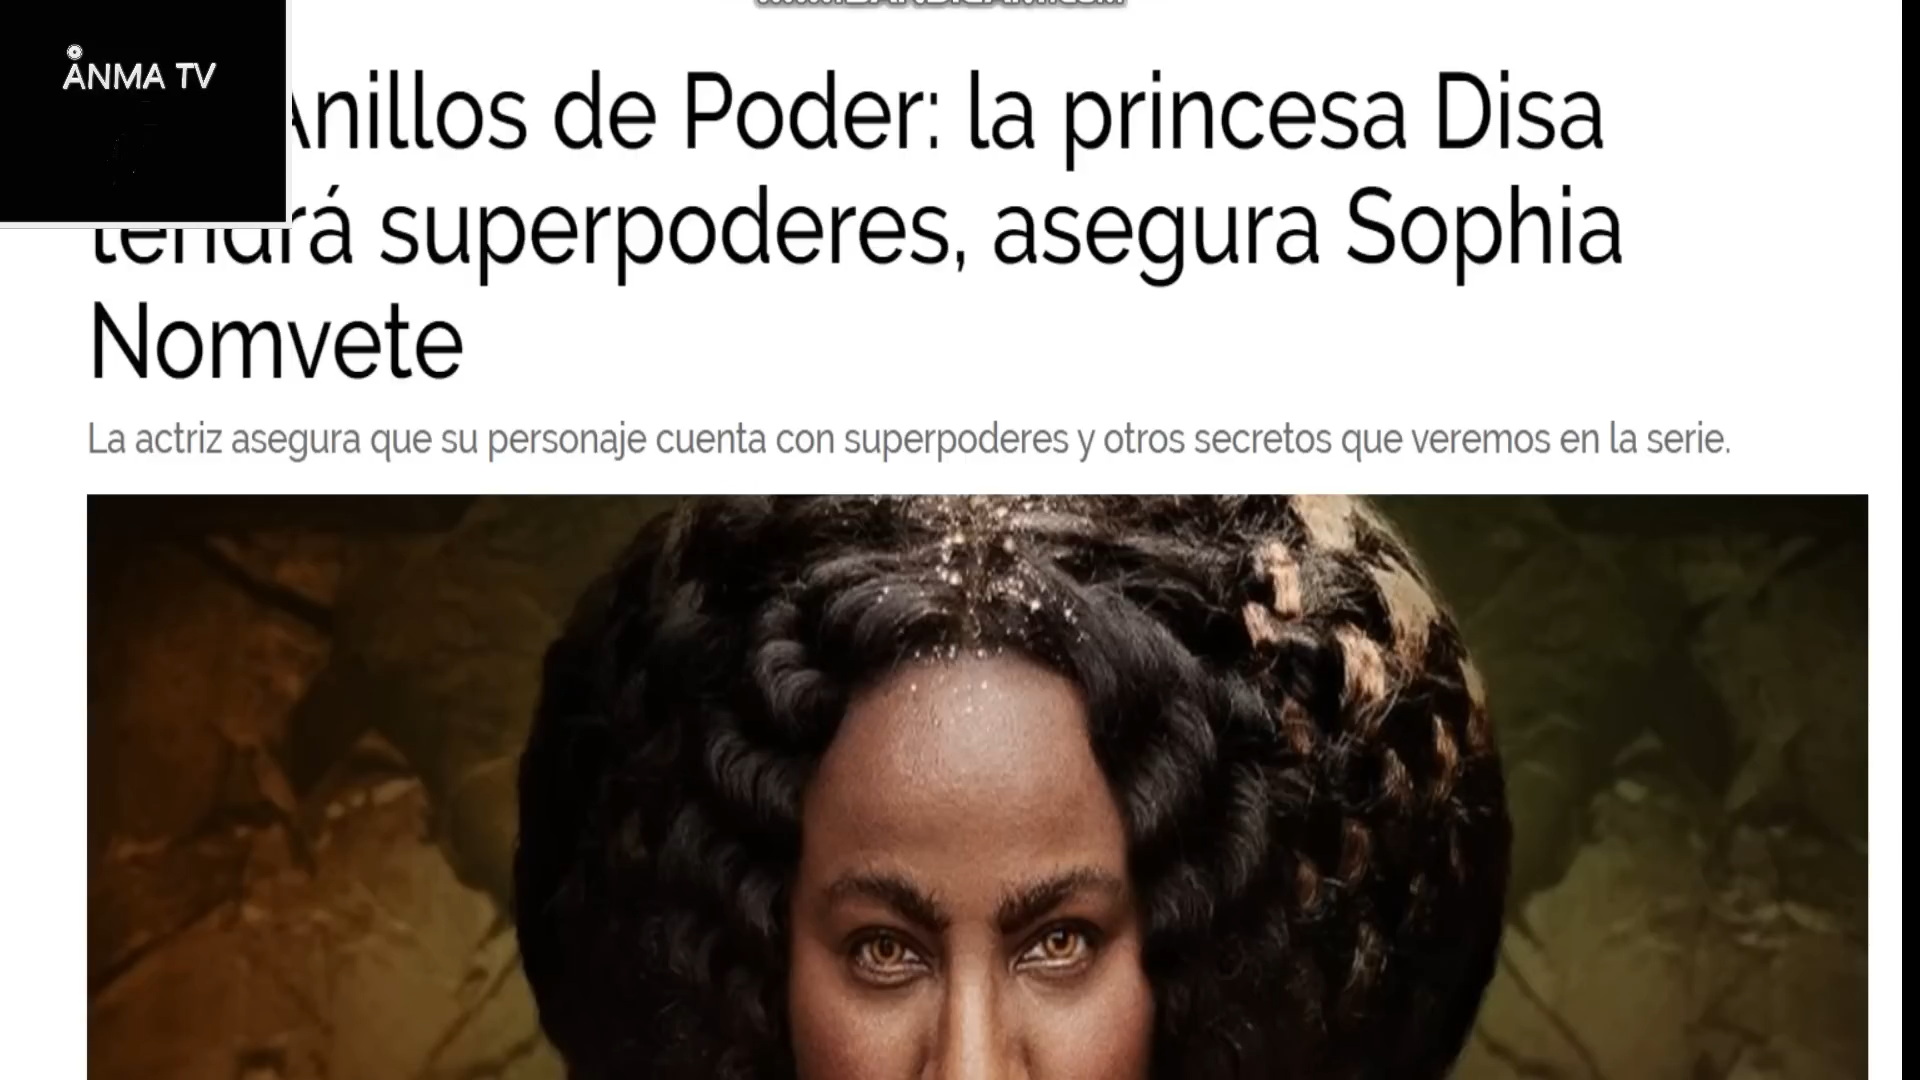 ANMA TV
Anillos de Poder: la princesa Disa
tendrá superpoderes, asegura Sophia
Nomvete
La actriz asegura que su personaje cuenta con superpoderes y otros secretos que veremos en la serie.